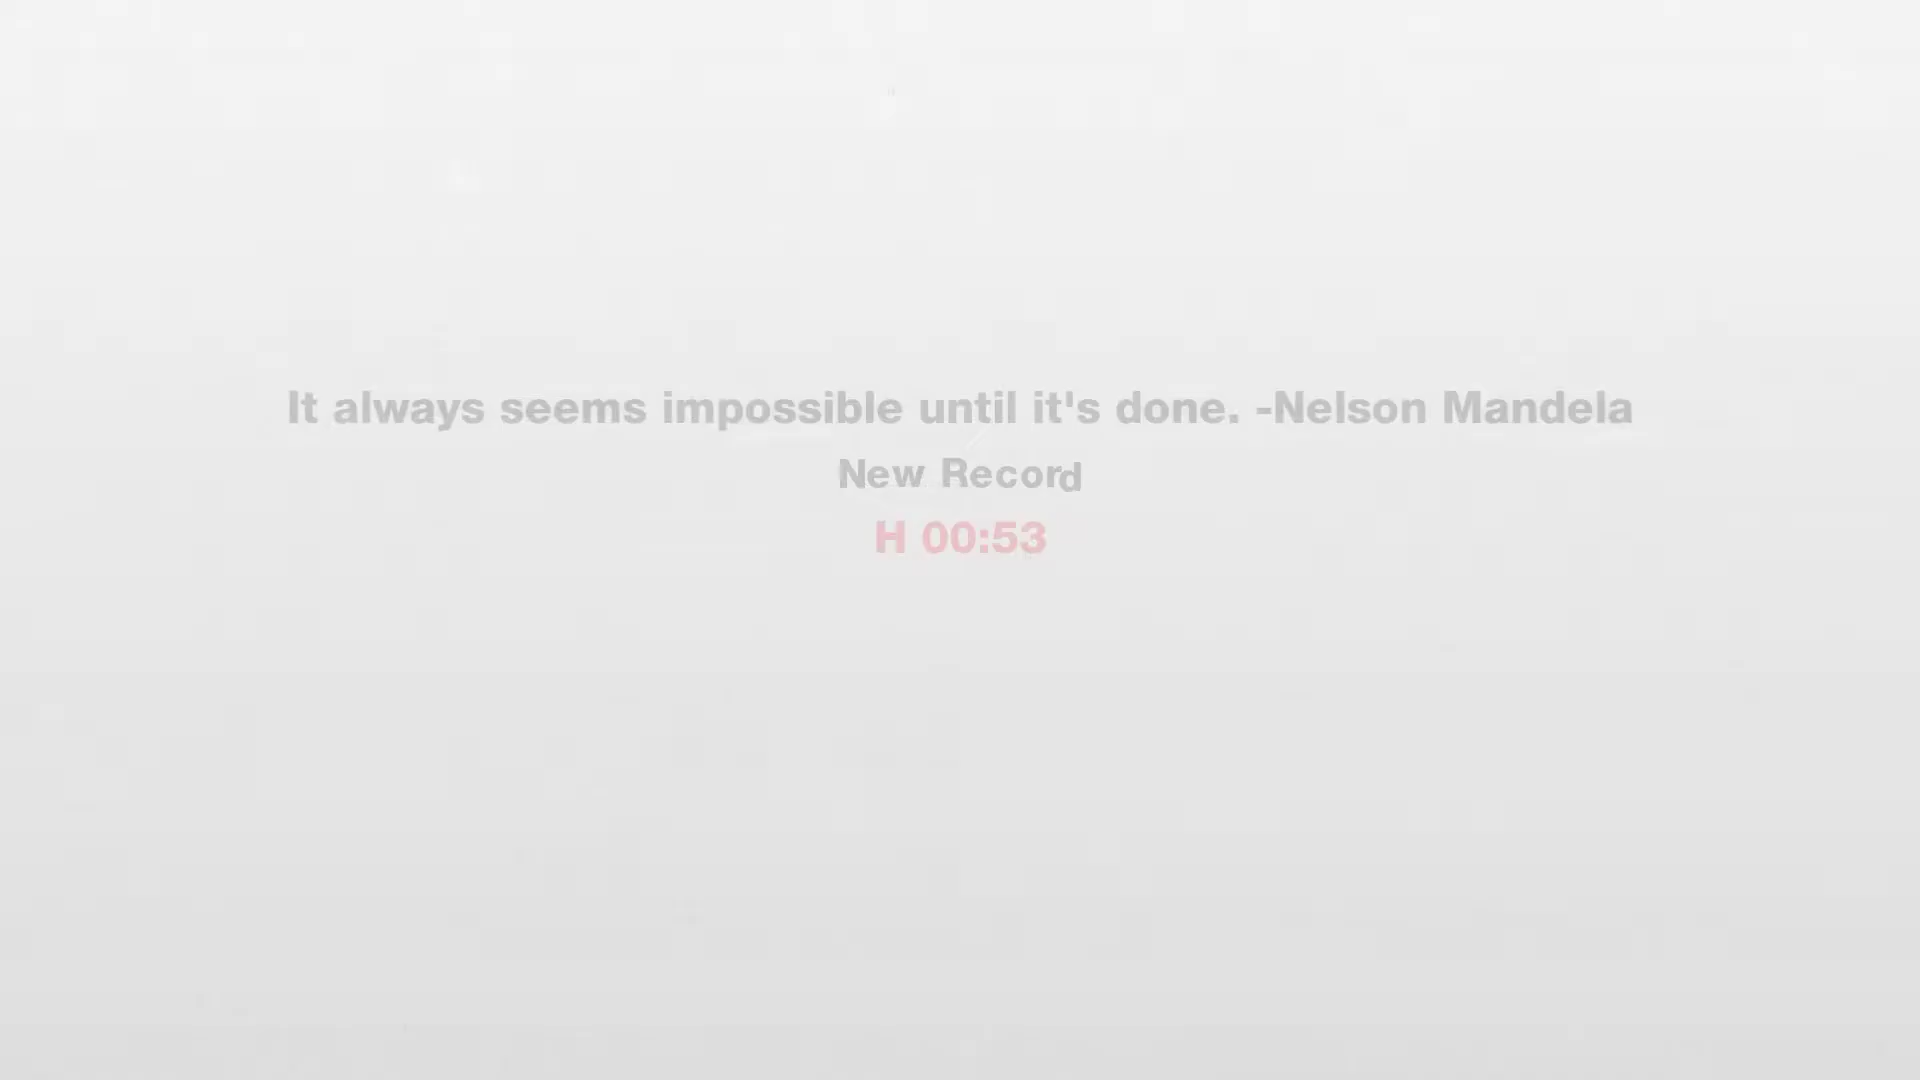 It always seems impossible until it's done. -Nelson Mandela
New Record
H 00:53